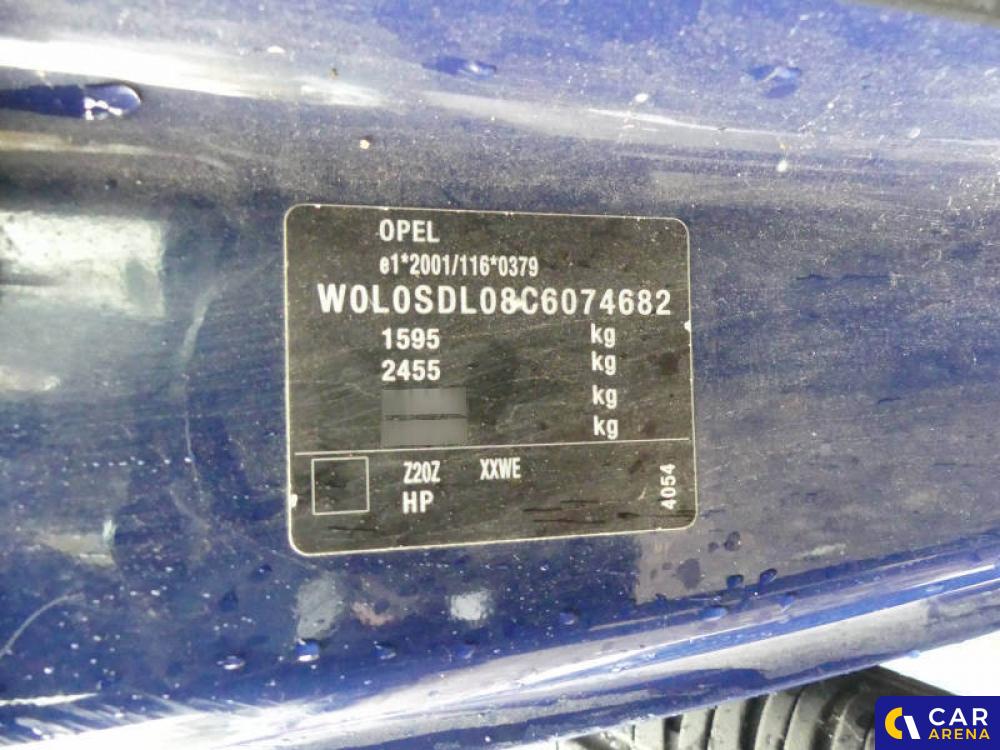 OPEL
e1*2001/116*0379
W0L0SDL08C6074682
1595 kg
2455 kg
kg
kg
Z20Z XXWE
HP
4054
CAR
ARENA